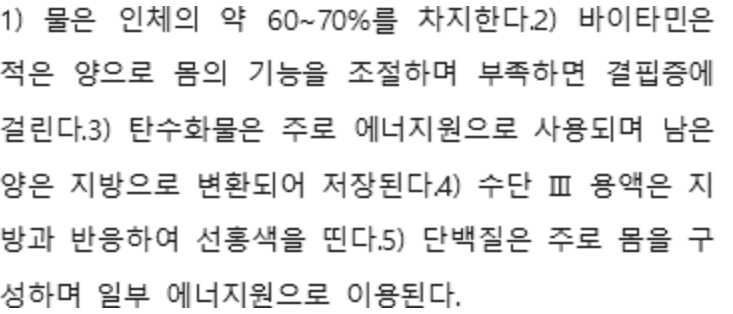 1) 물은 인체의 약 60~70%를 차지한다.2) 바이타민은
적은 양으로 몸의 기능을 조절하며 부족하면 결핍증에
걸린다.3) 탄수화물은 주로 에너지원으로 사용되며 남은
양은 지방으로 변환되어 저장된다.4) 수단 Ⅲ 용액은 지
방과 반응하여 선홍색을 띤다.5) 단백질은 주로 몸을 구
성하며 일부 에너지원으로 이용된다.